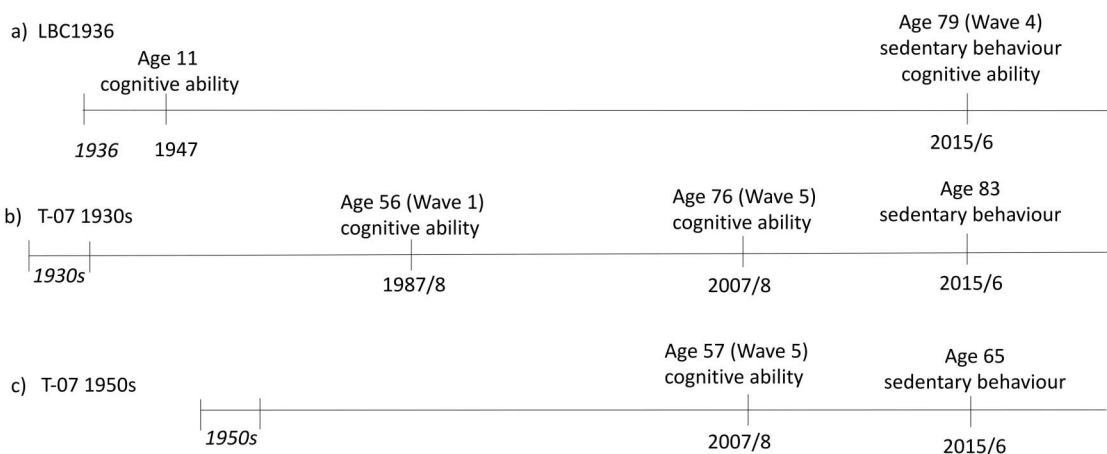 a) LBC1936
Age 11
cognitive ability
Age 79 (Wave 4)
sedentary behaviour
cognitive ability
1936
1947
2015/6
b) T-07 1930s
Age 56 (Wave 1)
cognitive ability
Age 76 (Wave 5)
cognitive ability
Age 83
sedentary behaviour
1930s
1987/8
2007/8
2015/6
c) T-07 1950s
Age 57 (Wave 5)
cognitive ability
Age 65
sedentary behaviour
1950s
2007/8
2015/6